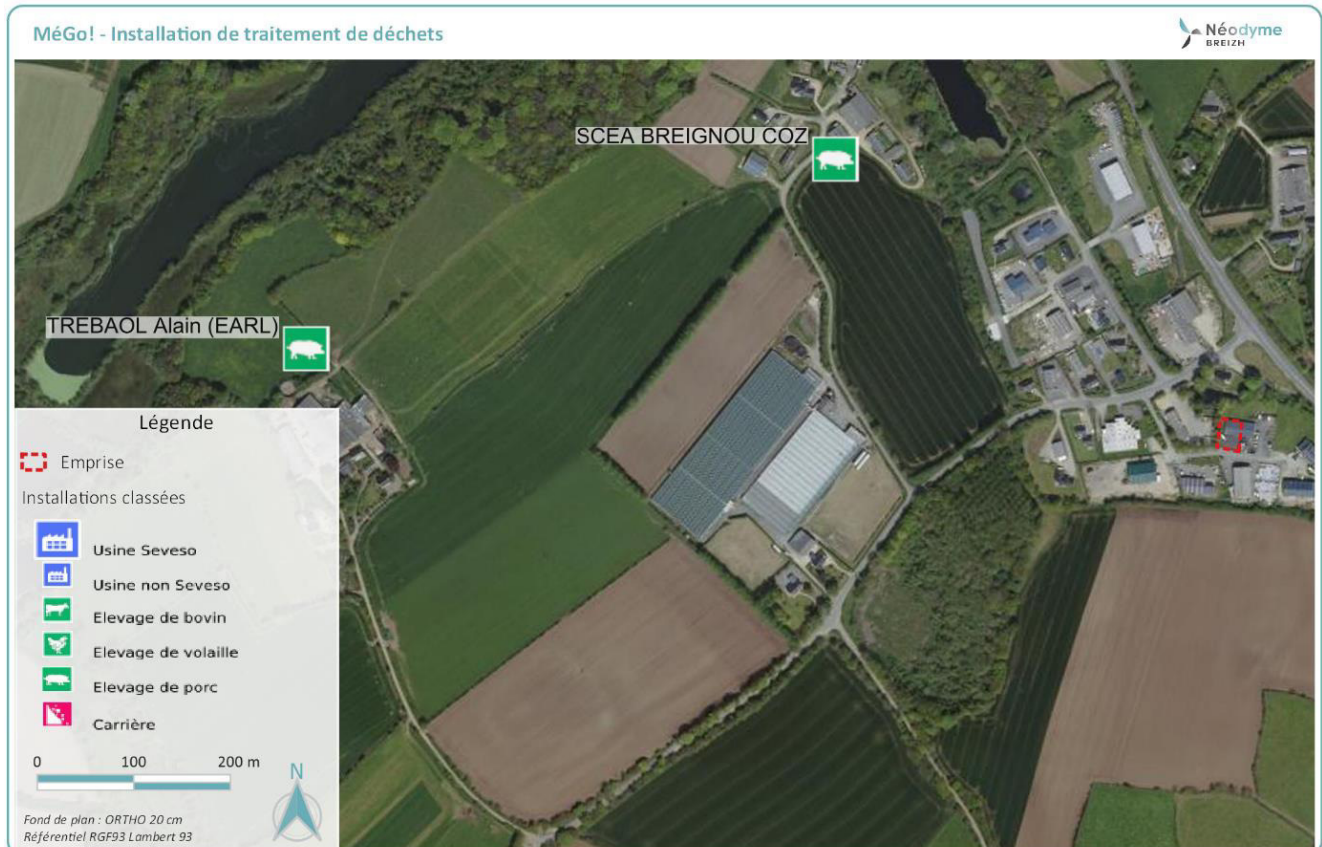 MéGo! - Installation de traitement de déchets
Néodyme
BREIZH
SCEA BREIGNOU COZ
TREBAOL Alain (EARL)
Légende
Emprise
Installations classées
Usine Seveso
Usine non Seveso
Elevage de bovin
Elevage de volaille
Elevage de porc
Carrière
0 100 200 m
N
Fond de plan : ORTHO 20 cm
Référentiel RGF93 Lambert 93